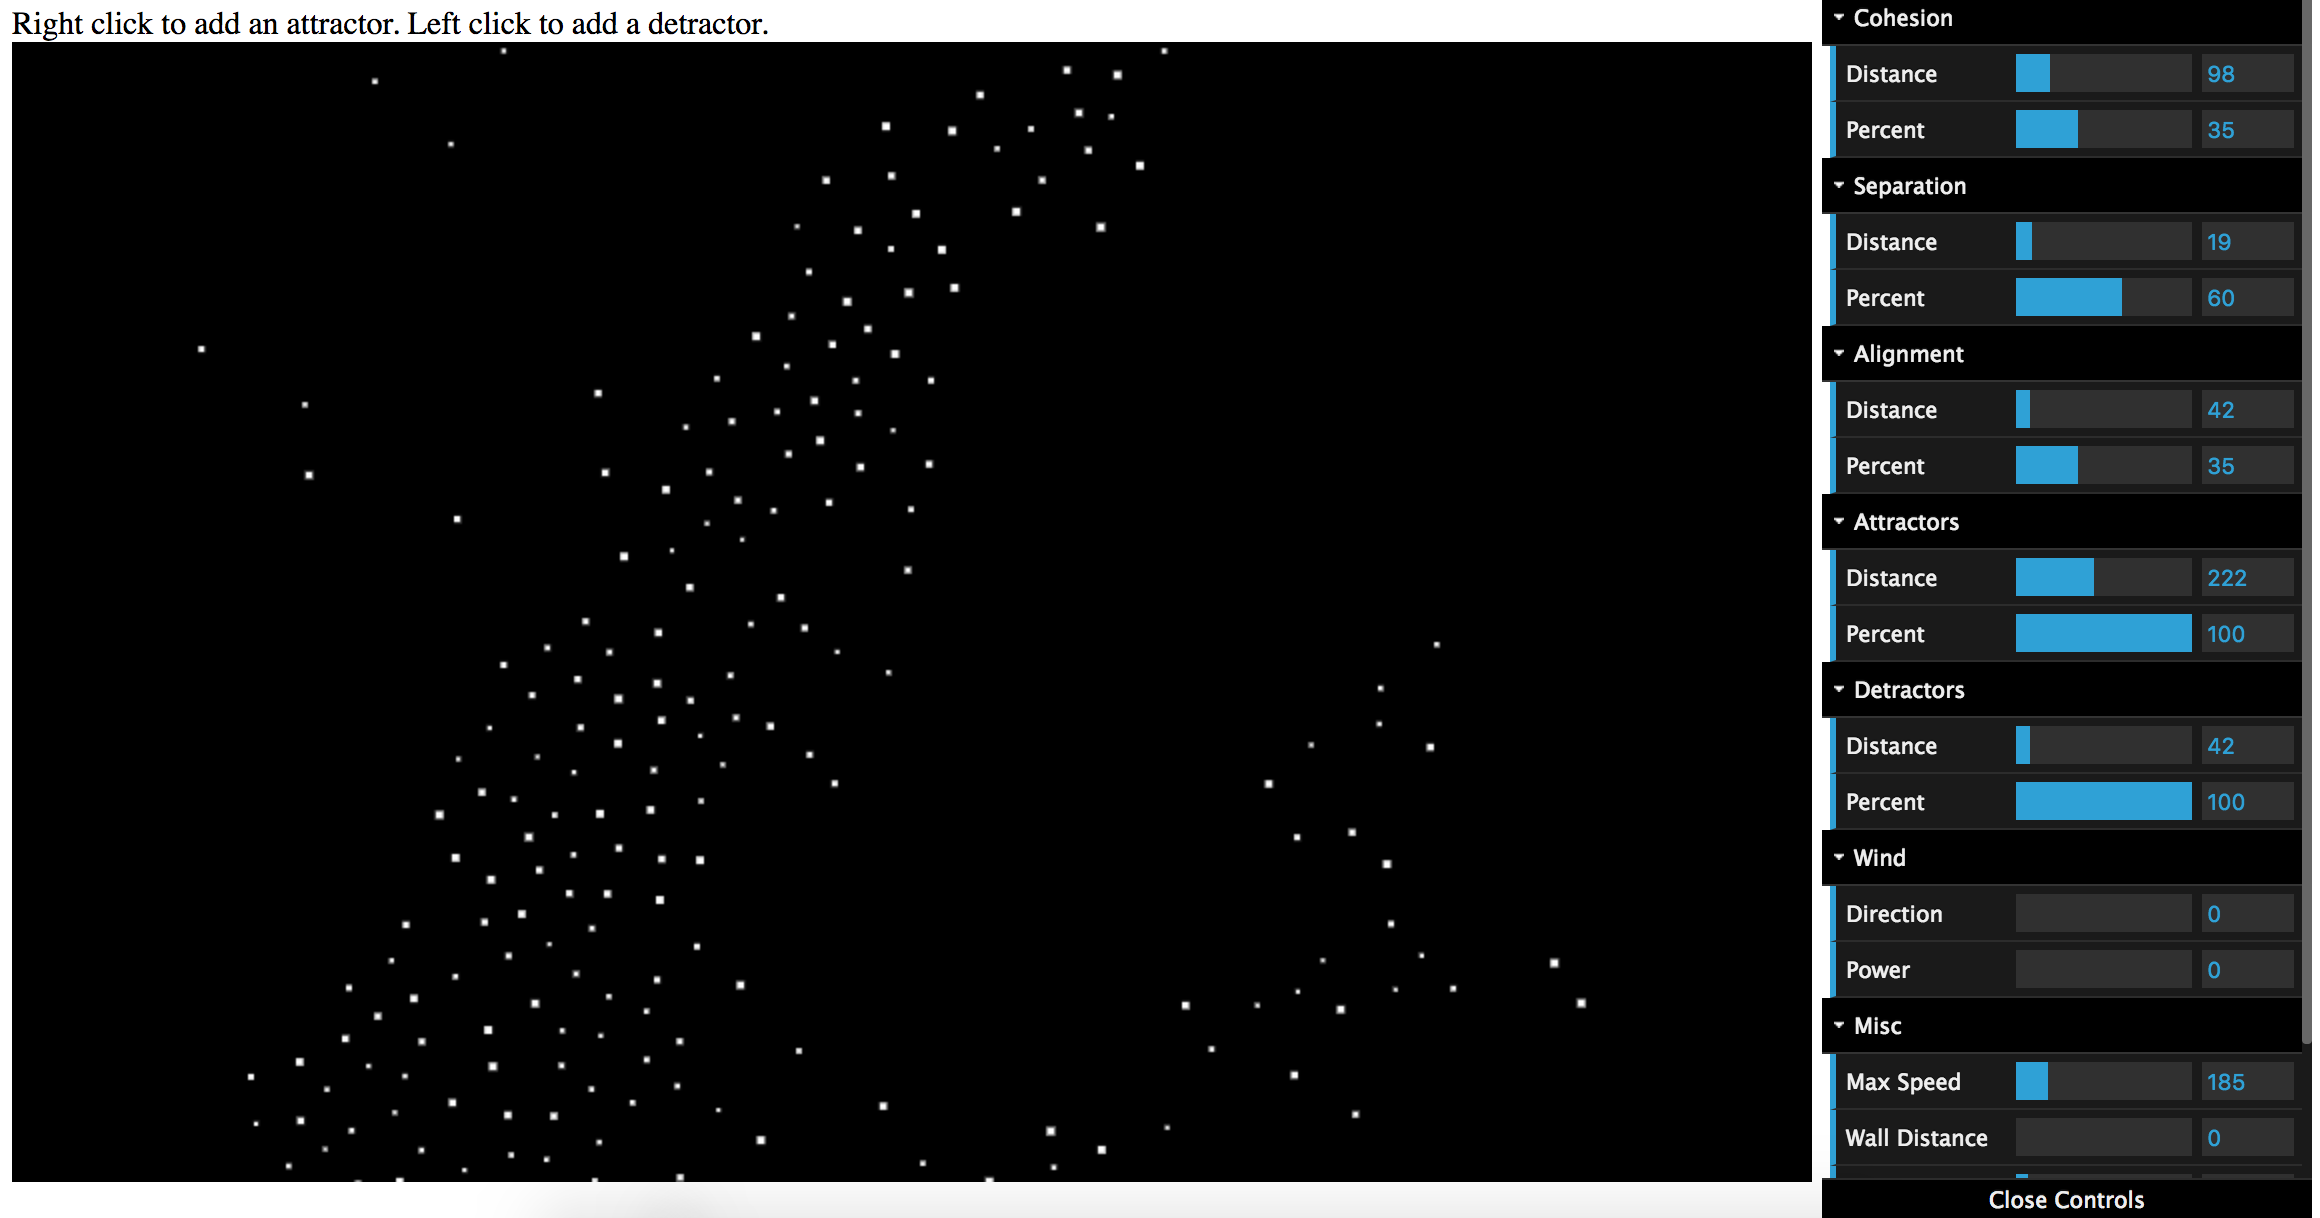 Right click to add an attractor. Left click to add a detractor.
Cohesion
Distance 98
Percent 35
Separation
Distance 19
Percent 60
Alignment
Distance 42
Percent 35
Attractors
Distance 222
Percent 100
Detractors
Distance 42
Percent 100
Wind
Direction 0
Power 0
Misc
Max Speed 185
Wall Distance 0
Close Controls